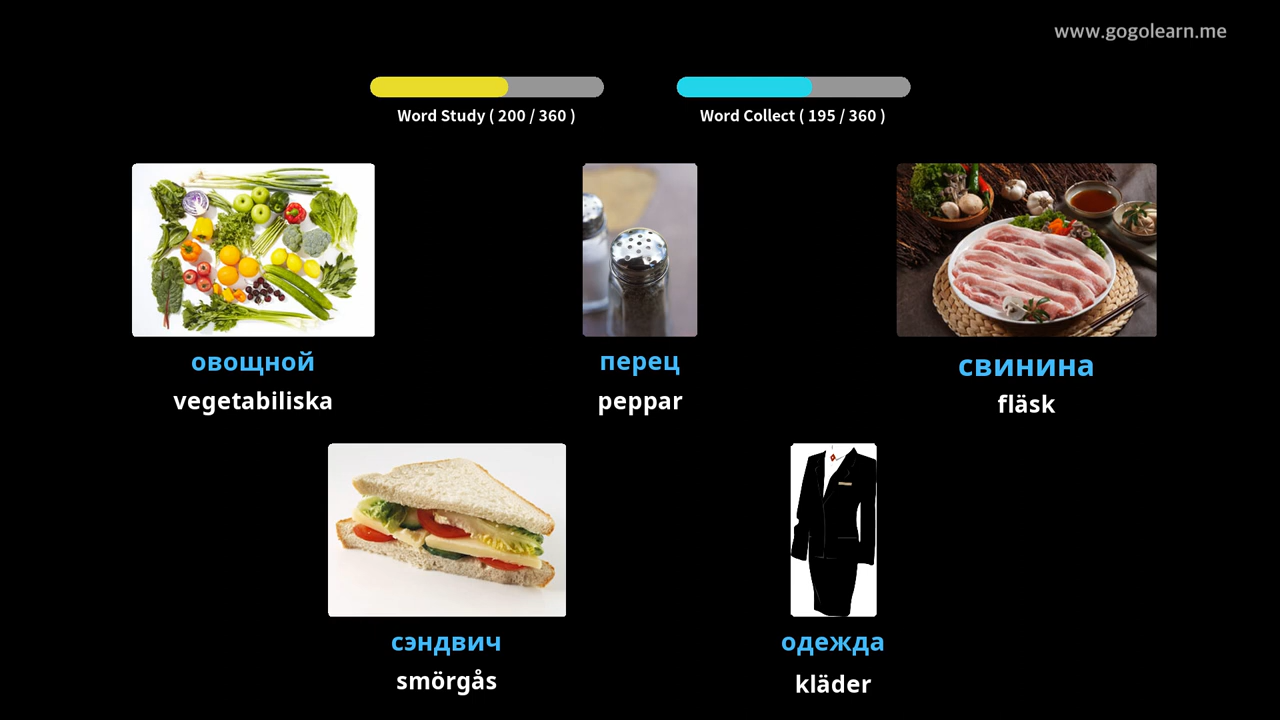 www.gogolearn.me
Word Study ( 200 / 360 )
Word Collect ( 195 / 360 )
овощной
vegetabiliska
перец
peppar
свинина
fläsk
сэндвич
smörgås
одежда
kläder